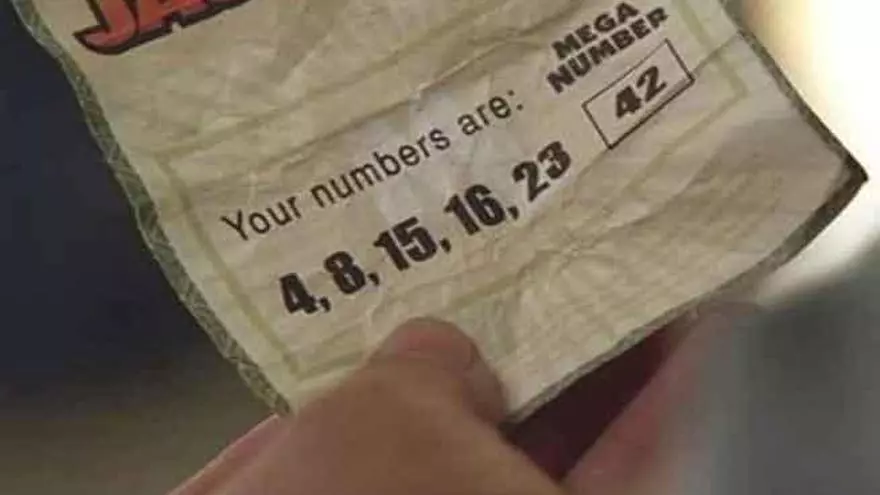 Your numbers are:
MEGA
NUMBER
42
4, 8, 15, 16, 23